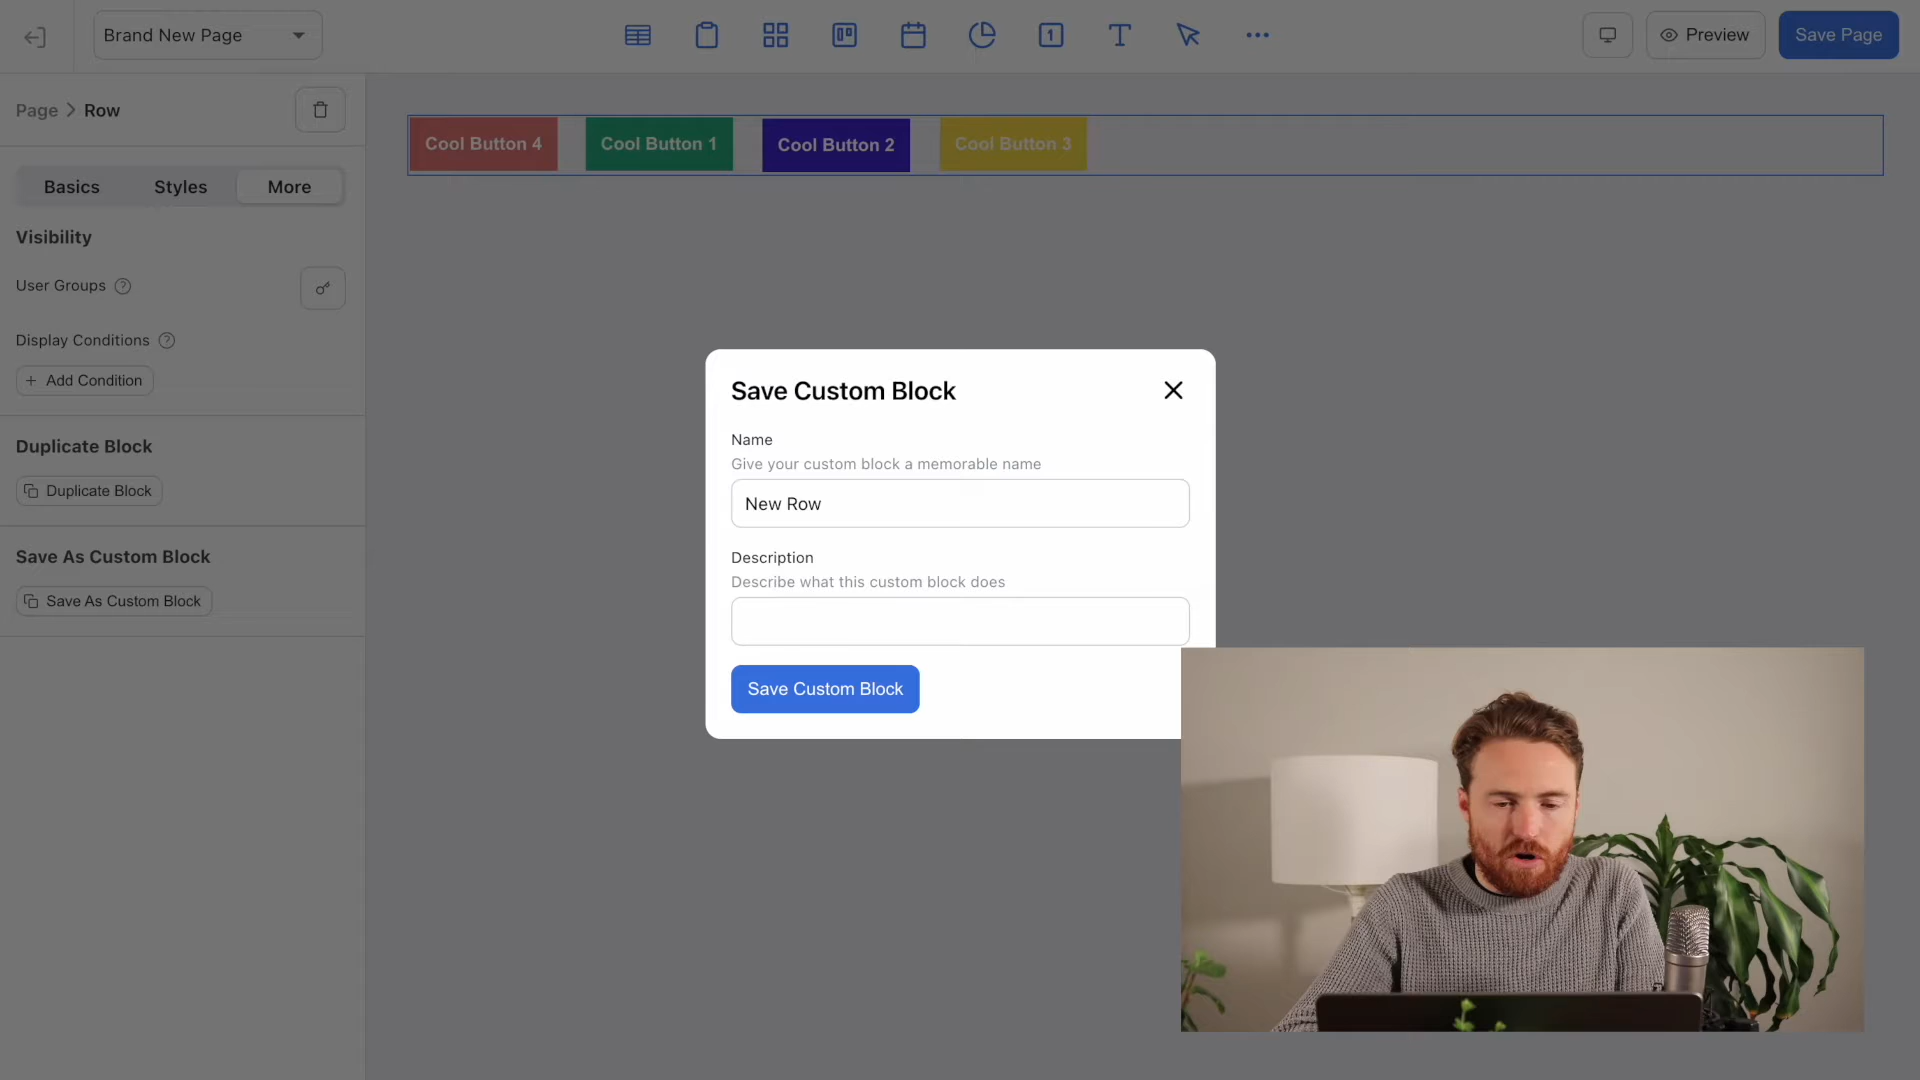 Brand New Page
1
Preview
Save Page
Page > Row
Cool Button 4
Cool Button 1
Cool Button 2
Cool Button 3
Basics
Styles
More
Visibility
User Groups ?
Display Conditions ?
+ Add Condition
Duplicate Block
Duplicate Block
Save As Custom Block
Save As Custom Block
Save Custom Block
Name
Give your custom block a memorable name
New Row
Description
Describe what this custom block does
Save Custom Block